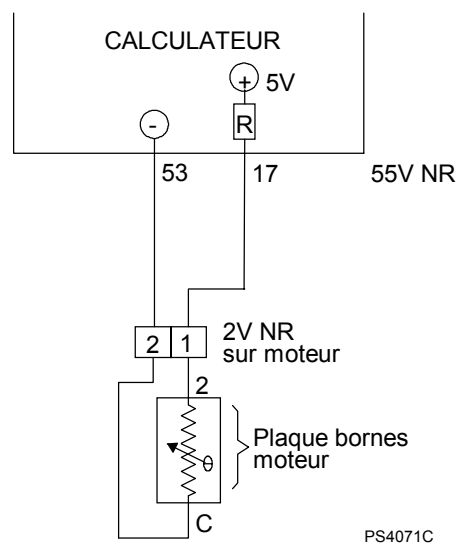 CALCULATEUR
+ 5V
- R
53 17 55V NR
2 1 2V NR
sur moteur
2
θ
Plaque bornes
moteur
C
PS4071C